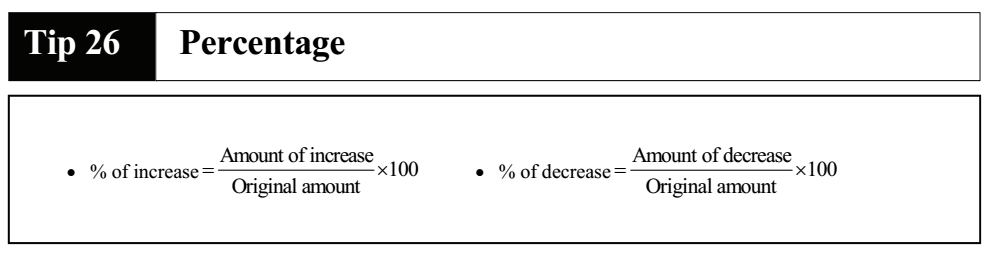 Tip 26 Percentage
• % of increase = Amount of increase / Original amount ×100 • % of decrease = Amount of decrease / Original amount ×100